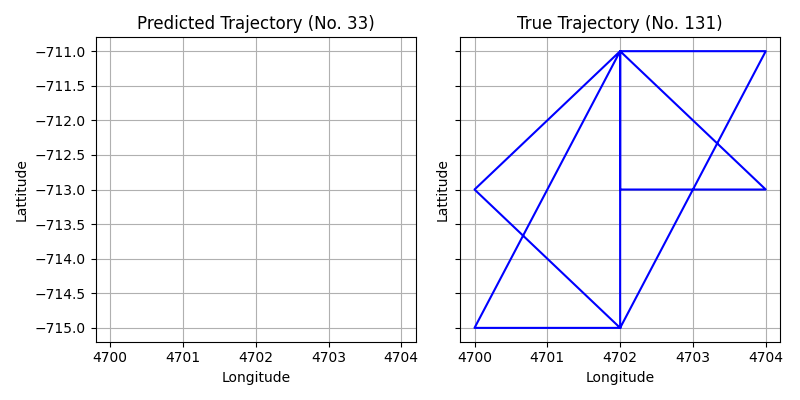 Predicted Trajectory (No. 33)
True Trajectory (No. 131)
Lattitude
−711.0
−711.5
−712.0
−712.5
−713.0
−713.5
−714.0
−714.5
−715.0
4700 4701 4702 4703 4704
Longitude
Lattitude
4700 4701 4702 4703 4704
Longitude